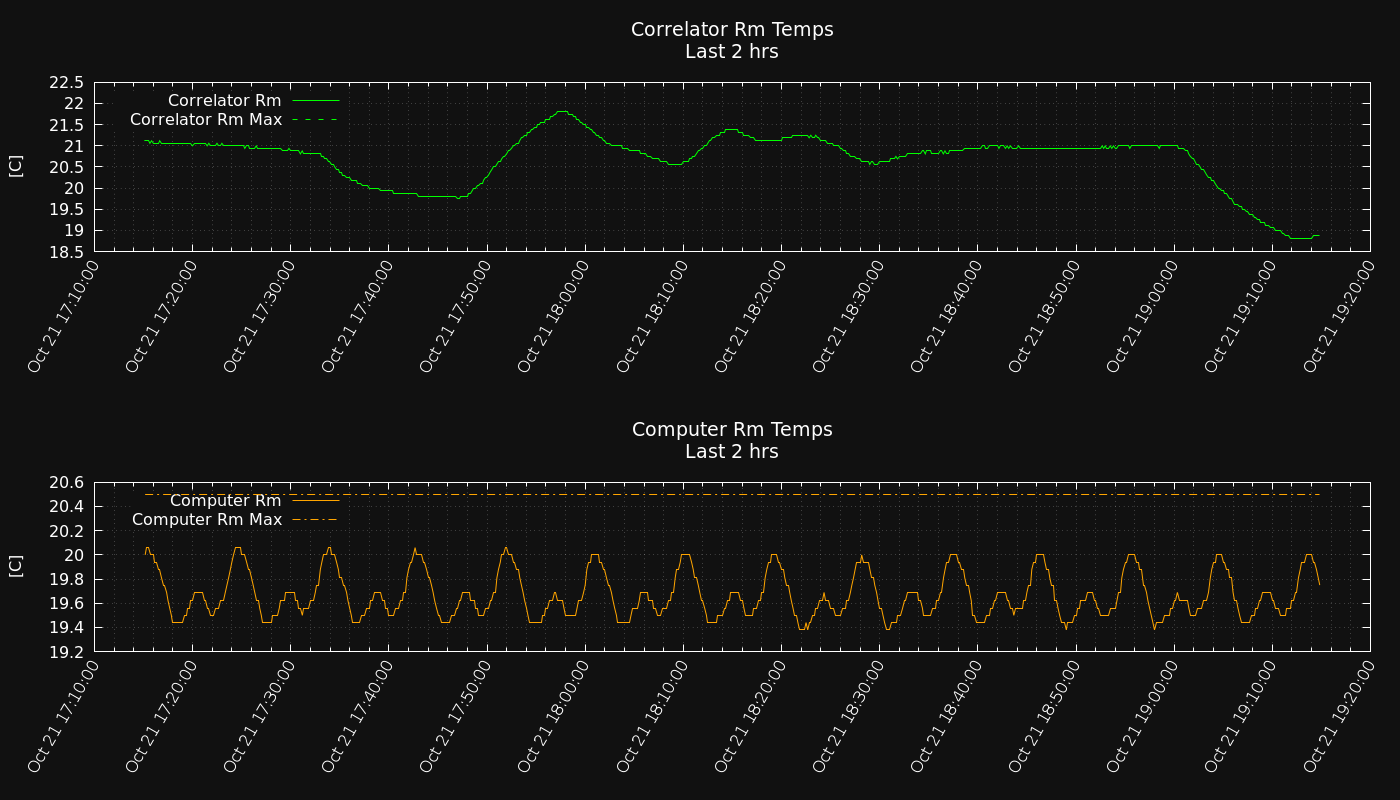 Correlator Rm Temps
Last 2 hrs
22.5
22
21.5
21
20.5
20
19.5
19
18.5
[C]
Correlator Rm
Correlator Rm Max
Oct 21 17:10:00
Oct 21 17:20:00
Oct 21 17:30:00
Oct 21 17:40:00
Oct 21 17:50:00
Oct 21 18:00:00
Oct 21 18:10:00
Oct 21 18:20:00
Oct 21 18:30:00
Oct 21 18:40:00
Oct 21 18:50:00
Oct 21 19:00:00
Oct 21 19:10:00
Oct 21 19:20:00
Computer Rm Temps
Last 2 hrs
20.6
20.4
20.2
20
19.8
19.6
19.4
19.2
[C]
Computer Rm
Computer Rm Max
Oct 21 17:10:00
Oct 21 17:20:00
Oct 21 17:30:00
Oct 21 17:40:00
Oct 21 17:50:00
Oct 21 18:00:00
Oct 21 18:10:00
Oct 21 18:20:00
Oct 21 18:30:00
Oct 21 18:40:00
Oct 21 18:50:00
Oct 21 19:00:00
Oct 21 19:10:00
Oct 21 19:20:00